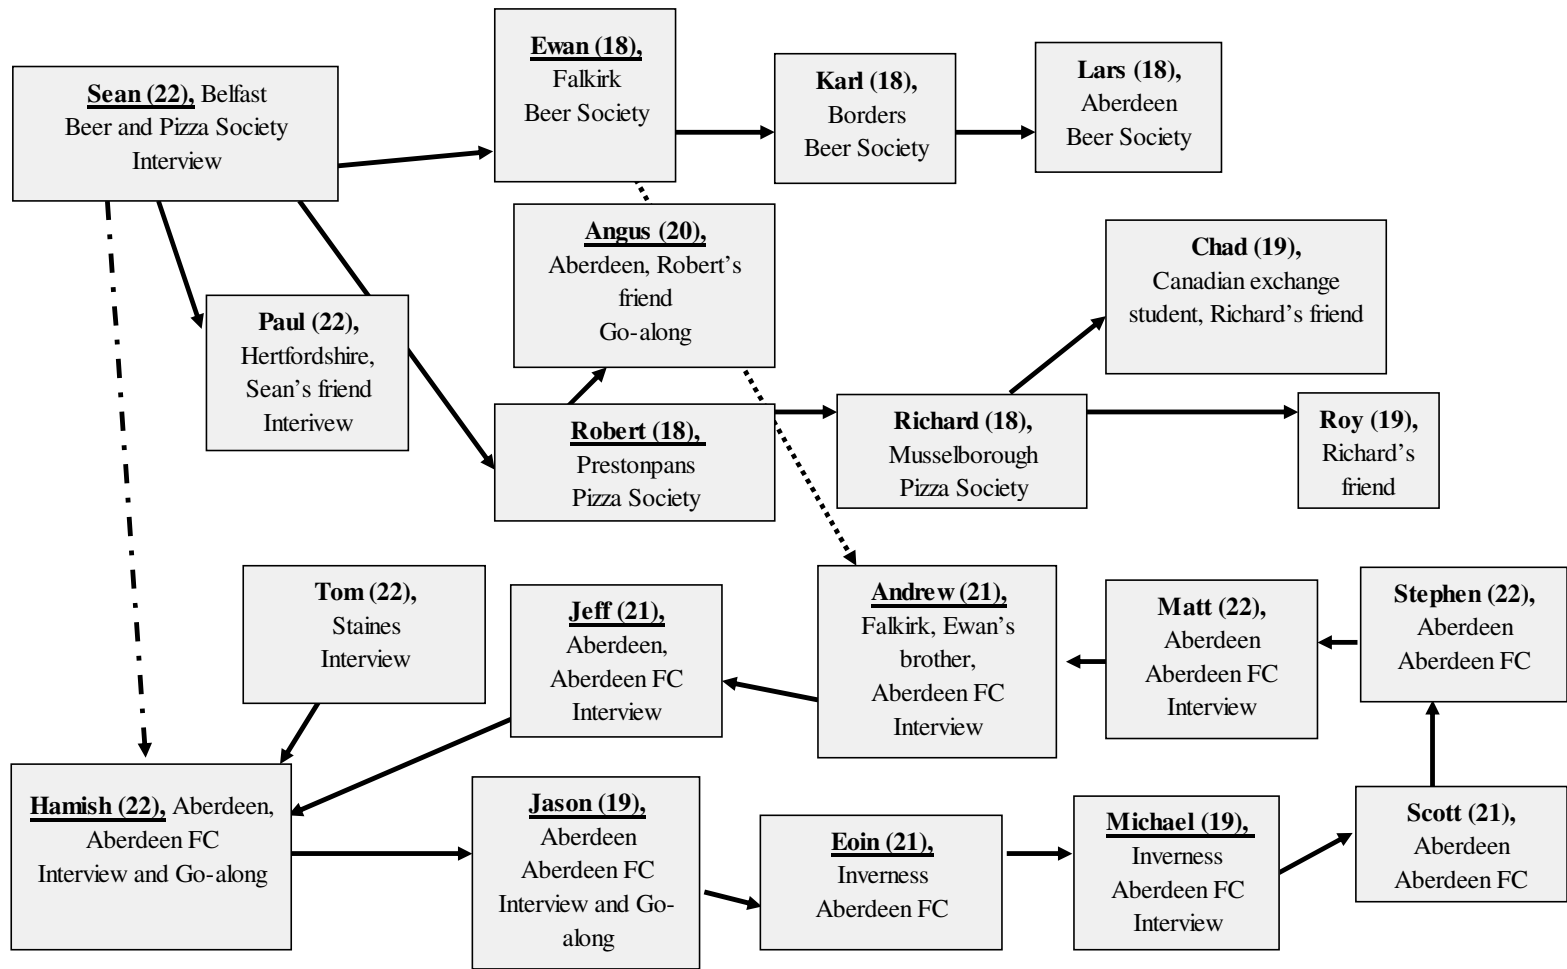 Sean (22), Belfast
Beer and Pizza Society
Interview
Ewan (18),
Falkirk
Beer Society
Karl (18),
Borders
Beer Society
Lars (18),
Aberdeen
Beer Society
Angus (20),
Aberdeen, Robert's
friend
Go-along
Chad (19),
Canadian exchange
student, Richard's friend
Paul (22),
Hertfordshire,
Sean's friend
Interivew
Robert (18),
Prestonpans
Pizza Society
Richard (18),
Musselborough
Pizza Society
Roy (19),
Richard's
friend
Tom (22),
Staines
Interview
Jeff (21),
Aberdeen,
Aberdeen FC
Interview
Andrew (21),
Falkirk, Ewan's
brother,
Aberdeen FC
Interview
Matt (22),
Aberdeen
Aberdeen FC
Interview
Stephen (22),
Aberdeen
Aberdeen FC
Hamish (22), Aberdeen,
Aberdeen FC
Interview and Go-along
Jason (19),
Aberdeen
Aberdeen FC
Interview and Go-
along
Eoin (21),
Inverness
Aberdeen FC
Michael (19),
Inverness
Aberdeen FC
Interview
Scott (21),
Aberdeen
Aberdeen FC